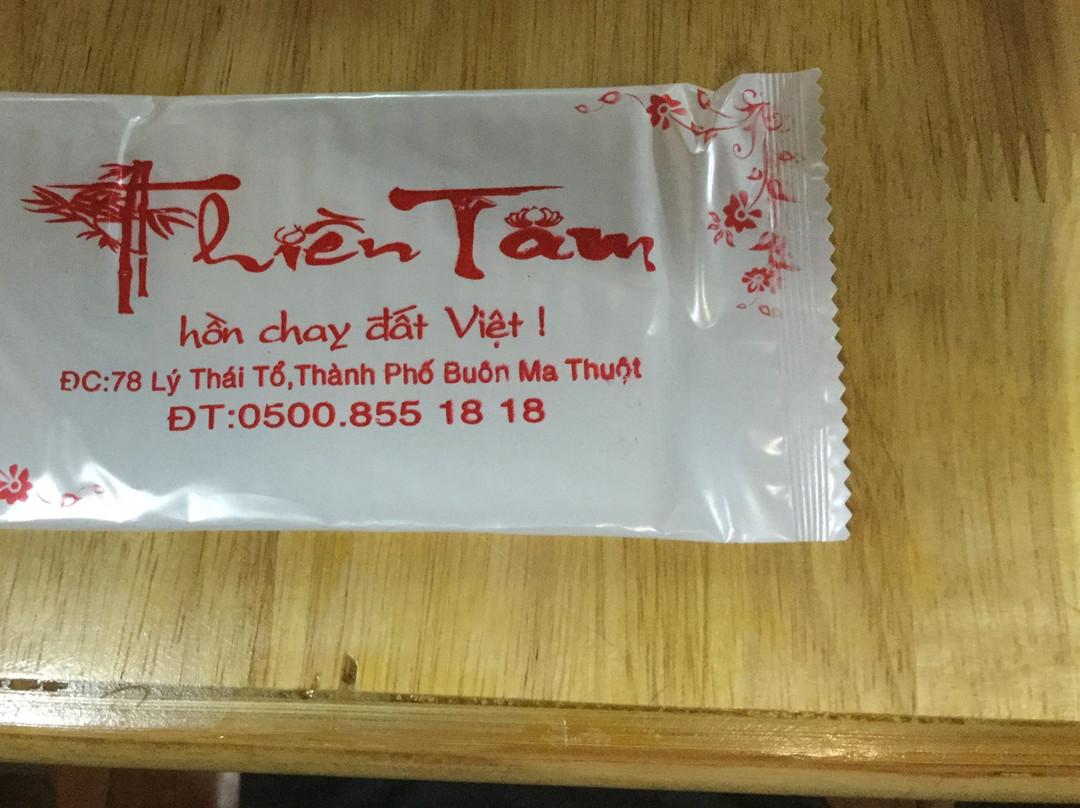 Thiền Tâm
hồn chay đất Việt !
ĐC:78 Lý Thái Tổ,Thành Phố Buôn Ma Thuột
ĐT:0500.855 18 18